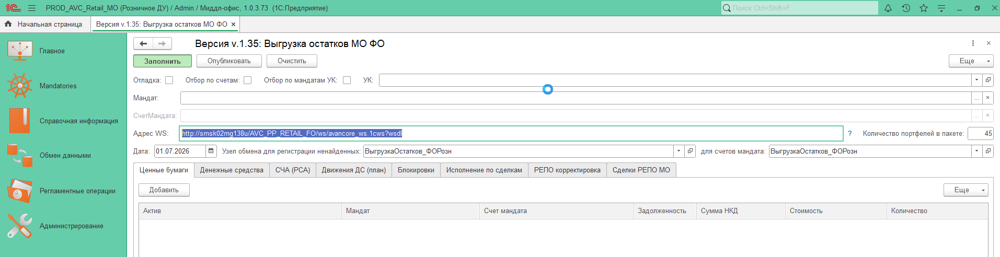 PROD_AVC_Retail_MO (Розничное ДУ) / Admin / Миддл-офис, 1.0.3.73 (1С:Предприятие)
Поиск Ctrl+Shift+F
Начальная страница
Версия v.1.35: Выгрузка остатков МО ФО ×
Главное
Mandatories
Справочная информация
Обмен данными
Регламентные операции
Администрирование
Версия v.1.35: Выгрузка остатков МО ФО
Заполнить Опубликовать Очистить Еще
Отладка: Отбор по счетам: Отбор по мандатам УК: УК:
Мандат:
СчетМандата:
Адрес WS: http://smsk02mg138u/AVC_PP_RETAIL_FO/ws/avancore_ws.1cws?wsdl ? Количество портфелей в пакете: 45
Дата: 01.07.2026 Узел обмена для регистрации ненайденных: ВыгрузкаОстатков_ФОРозн для счетов мандата: ВыгрузкаОстатков_ФОРозн
Ценные бумаги Денежные средства СЧА (РСА) Движения ДС (план) Блокировки Исполнение по сделкам РЕПО корректировка Сделки РЕПО МО
Добавить Еще
Актив Мандат Счет мандата Задолженность Сумма НКД Стоимость Количество